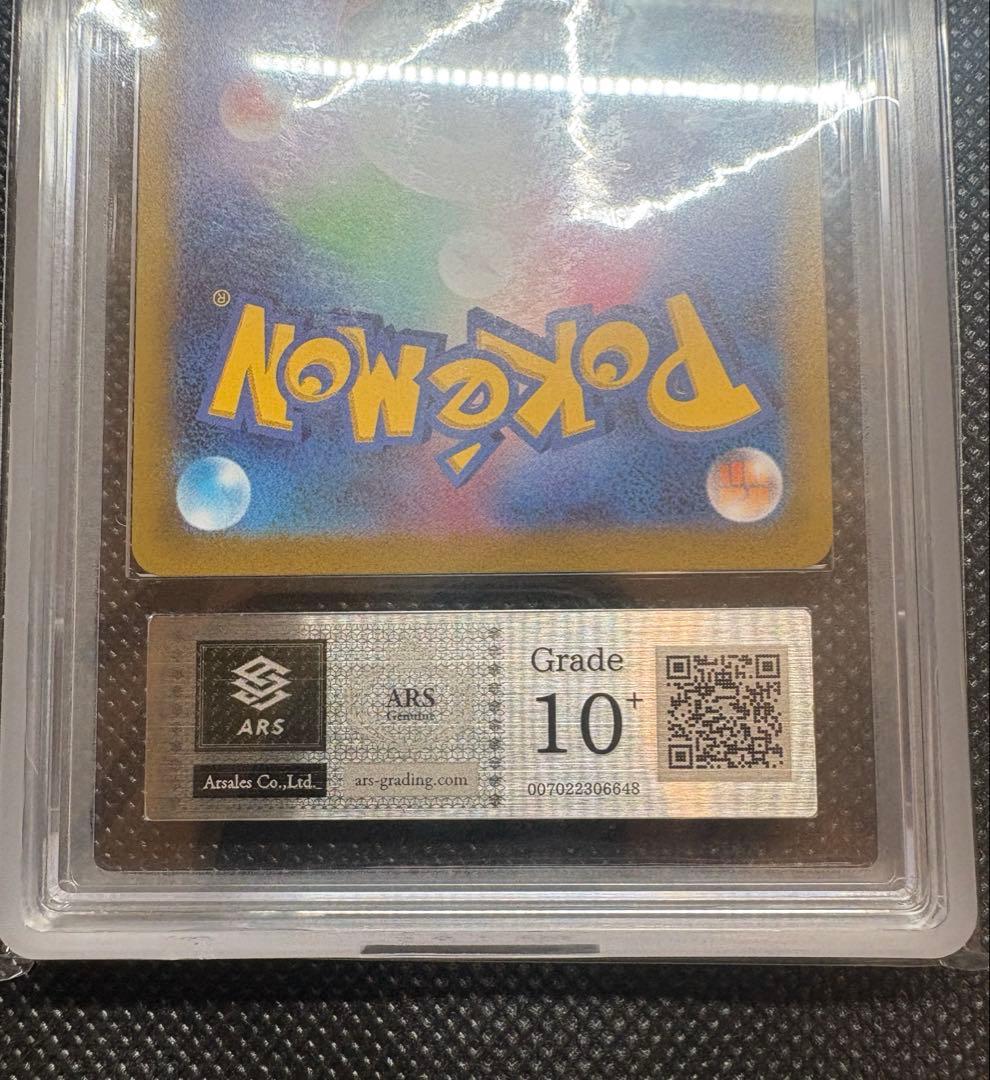 Pokémon®
ARS
Arsales Co.,Ltd.
ARS
Genuine
ars-grading.com
Grade
10+
007022306648